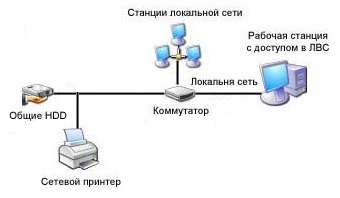 Станции локальной сети
Рабочая станция
с доступом в ЛВС
Локальня сеть
Общие HDD
Коммутатор
Сетевой принтер